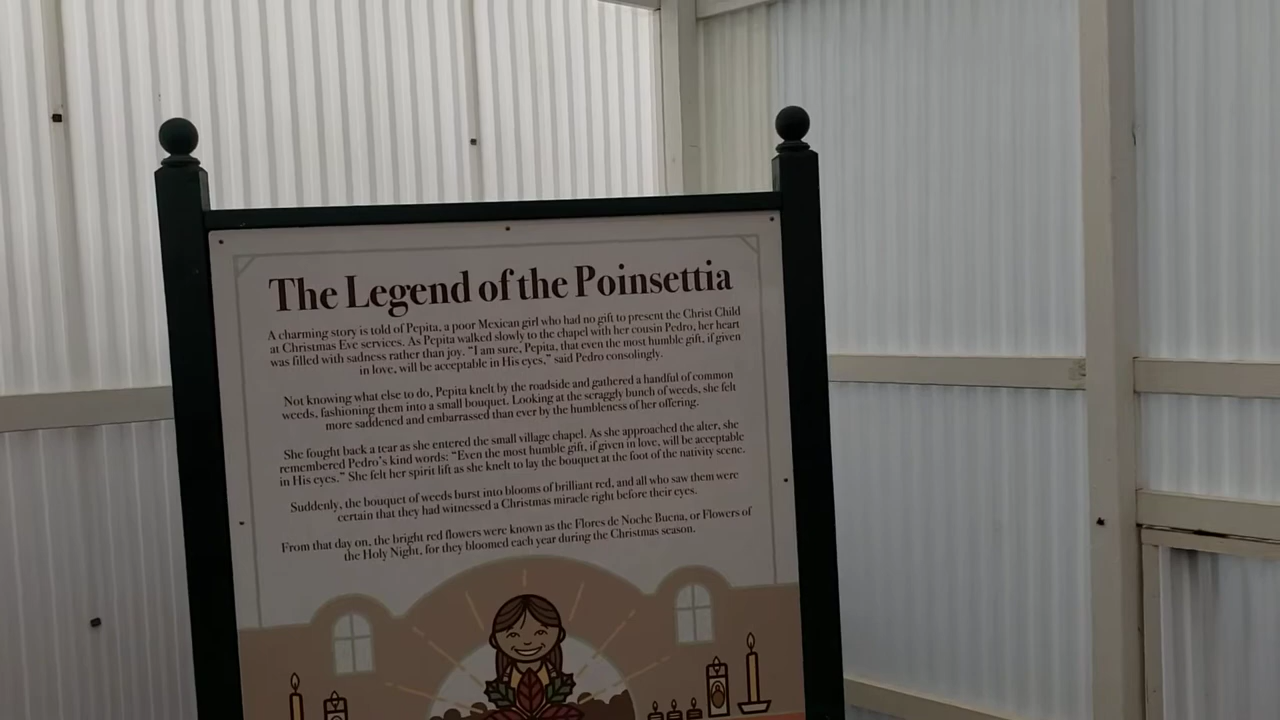 The Legend of the Poinsettia
A charming story is told of Pepita, a poor Mexican girl who had no gift to present the Christ Child
at Christmas Eve services. As Pepita walked slowly to the chapel with her cousin Pedro, her heart
was filled with sadness rather than joy. “I am sure, Pepita, that even the most humble gift, if given
in love, will be acceptable in His eyes,” said Pedro consolingly.
Not knowing what else to do, Pepita knelt by the roadside and gathered a handful of common
weeds, fashioning them into a small bouquet. Looking at the scraggly bunch of weeds, she felt
more saddened and embarrassed than ever by the humbleness of her offering.
She fought back a tear as she entered the small village chapel. As she approached the alter, she
remembered Pedro’s kind words: “Even the most humble gift, if given in love, will be acceptable
in His eyes.” She felt her spirit lift as she knelt to lay the bouquet at the foot of the nativity scene.
Suddenly, the bouquet of weeds burst into blooms of brilliant red, and all who saw them were
certain that they had witnessed a Christmas miracle right before their eyes.
From that day on, the bright red flowers were known as the Flores de Noche Buena, or Flowers of
the Holy Night, for they bloomed each year during the Christmas season.